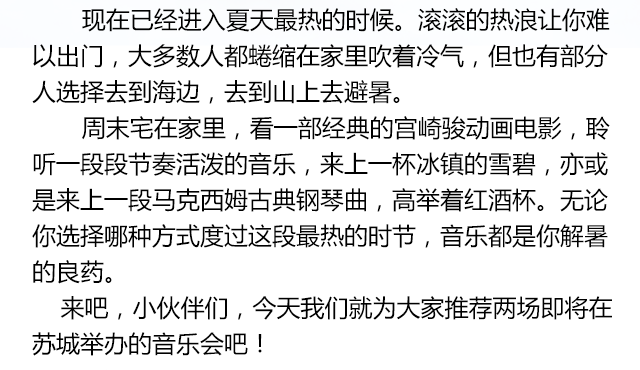 现在已经进入夏天最热的时候。滚滚的热浪让你难
以出门，大多数人都蜷缩在家里吹着冷气，但也有部分
人选择去到海边，去到山上去避暑。
周末宅在家里，看一部经典的宫崎骏动画电影，聆
听一段段节奏活泼的音乐，来上一杯冰镇的雪碧，亦或
是来上一段马克西姆古典钢琴曲，高举着红酒杯。无论
你选择哪种方式度过这段最热的时节，音乐都是你解暑
的良药。
来吧，小伙伴们，今天我们就为大家推荐两场即将在
苏城举办的音乐会吧！